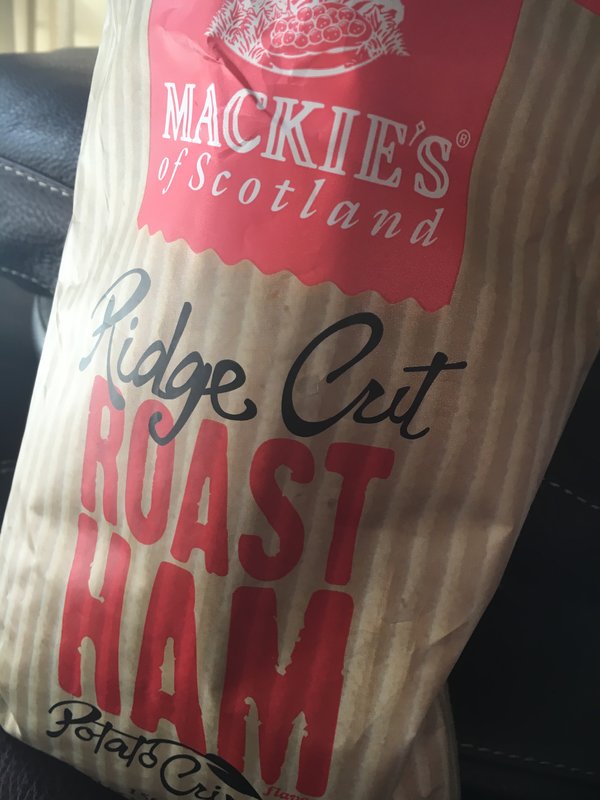 MACKIE'S®
of Scotland
Ridge Cut
ROAST
HAM
Potato